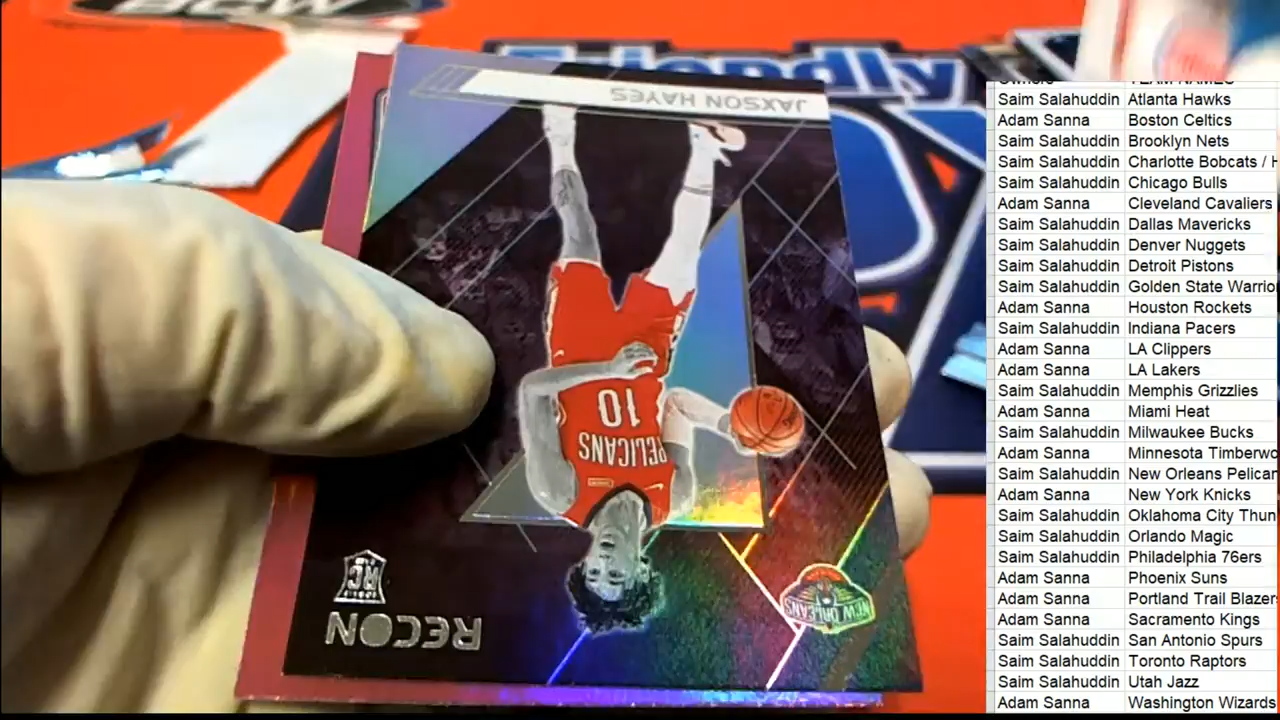 BCW
Friendly
JAXSON HAYES
10
PELICANS
NEW ORLEANS
RC
RECON
Owners TEAM NAMES
Saim Salahuddin Atlanta Hawks
Adam Sanna Boston Celtics
Saim Salahuddin Brooklyn Nets
Saim Salahuddin Charlotte Bobcats / H
Saim Salahuddin Chicago Bulls
Adam Sanna Cleveland Cavaliers
Saim Salahuddin Dallas Mavericks
Saim Salahuddin Denver Nuggets
Saim Salahuddin Detroit Pistons
Saim Salahuddin Golden State Warrio
Adam Sanna Houston Rockets
Saim Salahuddin Indiana Pacers
Adam Sanna LA Clippers
Adam Sanna LA Lakers
Saim Salahuddin Memphis Grizzlies
Adam Sanna Miami Heat
Saim Salahuddin Milwaukee Bucks
Adam Sanna Minnesota Timberwo
Saim Salahuddin New Orleans Pelican
Adam Sanna New York Knicks
Saim Salahuddin Oklahoma City Thun
Saim Salahuddin Orlando Magic
Saim Salahuddin Philadelphia 76ers
Adam Sanna Phoenix Suns
Adam Sanna Portland Trail Blazer
Adam Sanna Sacramento Kings
Saim Salahuddin San Antonio Spurs
Saim Salahuddin Toronto Raptors
Saim Salahuddin Utah Jazz
Adam Sanna Washington Wizards